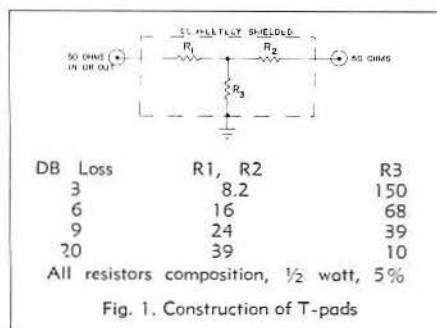 COMPLETELY SHIELDED
50 OHMS
IN OR OUT
R1
R2
50 OHMS
R3
DB Loss R1, R2 R3
3 8.2 150
6 16 68
9 24 39
20 39 10
All resistors composition, ½ watt, 5%
Fig. 1. Construction of T-pads